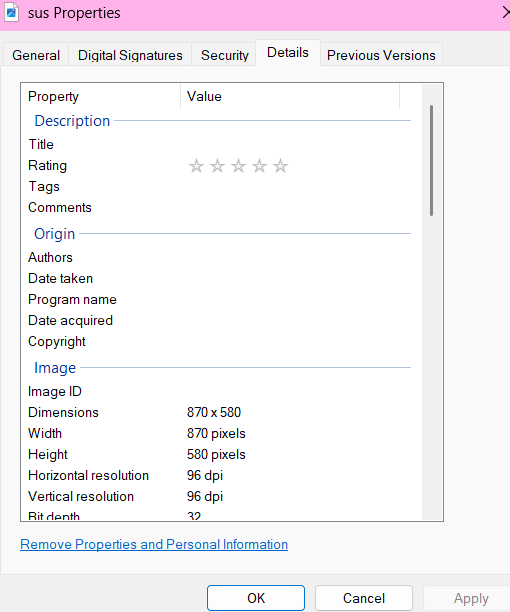 sus Properties
General Digital Signatures Security Details Previous Versions
Property Value
Description
Title
Rating
Tags
Comments
Origin
Authors
Date taken
Program name
Date acquired
Copyright
Image
Image ID
Dimensions 870 x 580
Width 870 pixels
Height 580 pixels
Horizontal resolution 96 dpi
Vertical resolution 96 dpi
Bit depth 32
Remove Properties and Personal Information
OK Cancel Apply